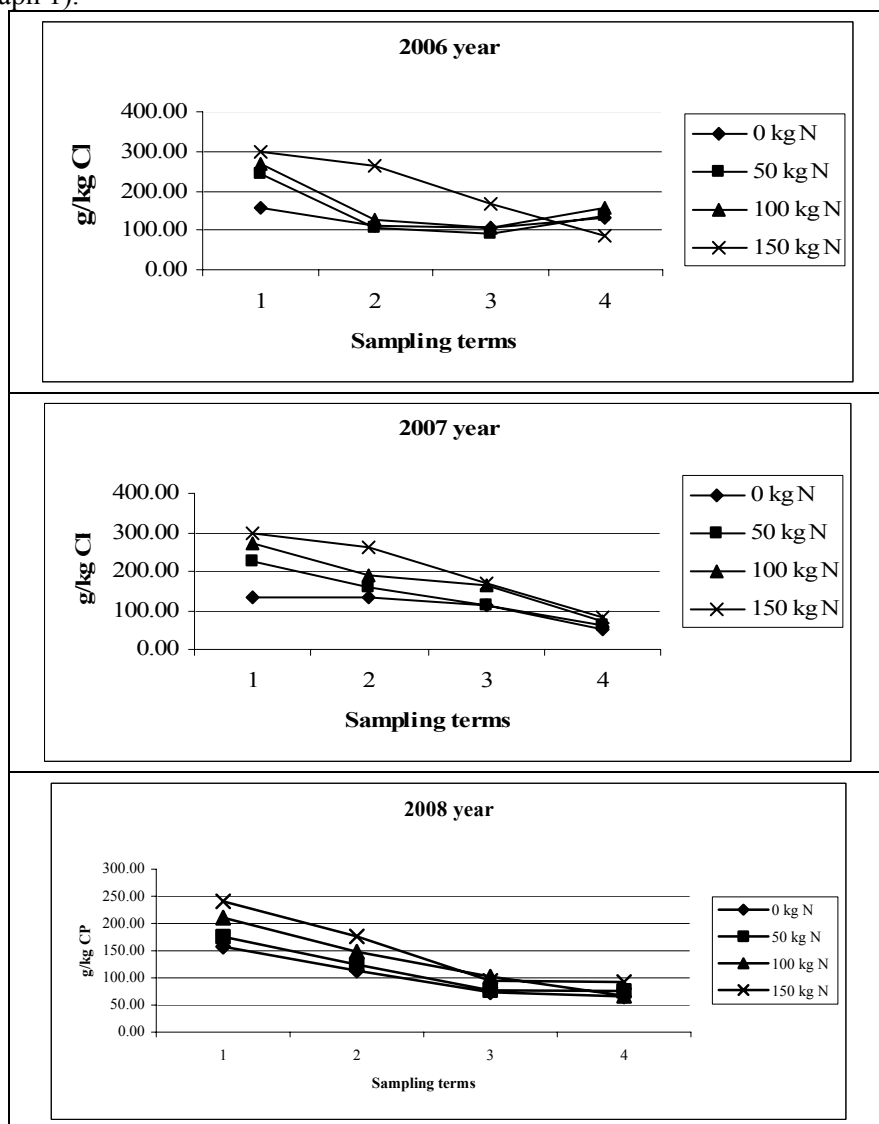 2006 year
g/kg CI
400.00
300.00
200.00
100.00
0.00
1 2 3 4
Sampling terms
0 kg N
50 kg N
100 kg N
150 kg N
2007 year
g/kg CI
400.00
300.00
200.00
100.00
0.00
1 2 3 4
Sampling terms
0 kg N
50 kg N
100 kg N
150 kg N
2008 year
g/kg CP
300.00
250.00
200.00
150.00
100.00
50.00
0.00
1 2 3 4
Sampling terms
0 kg N
50 kg N
100 kg N
150 kg N